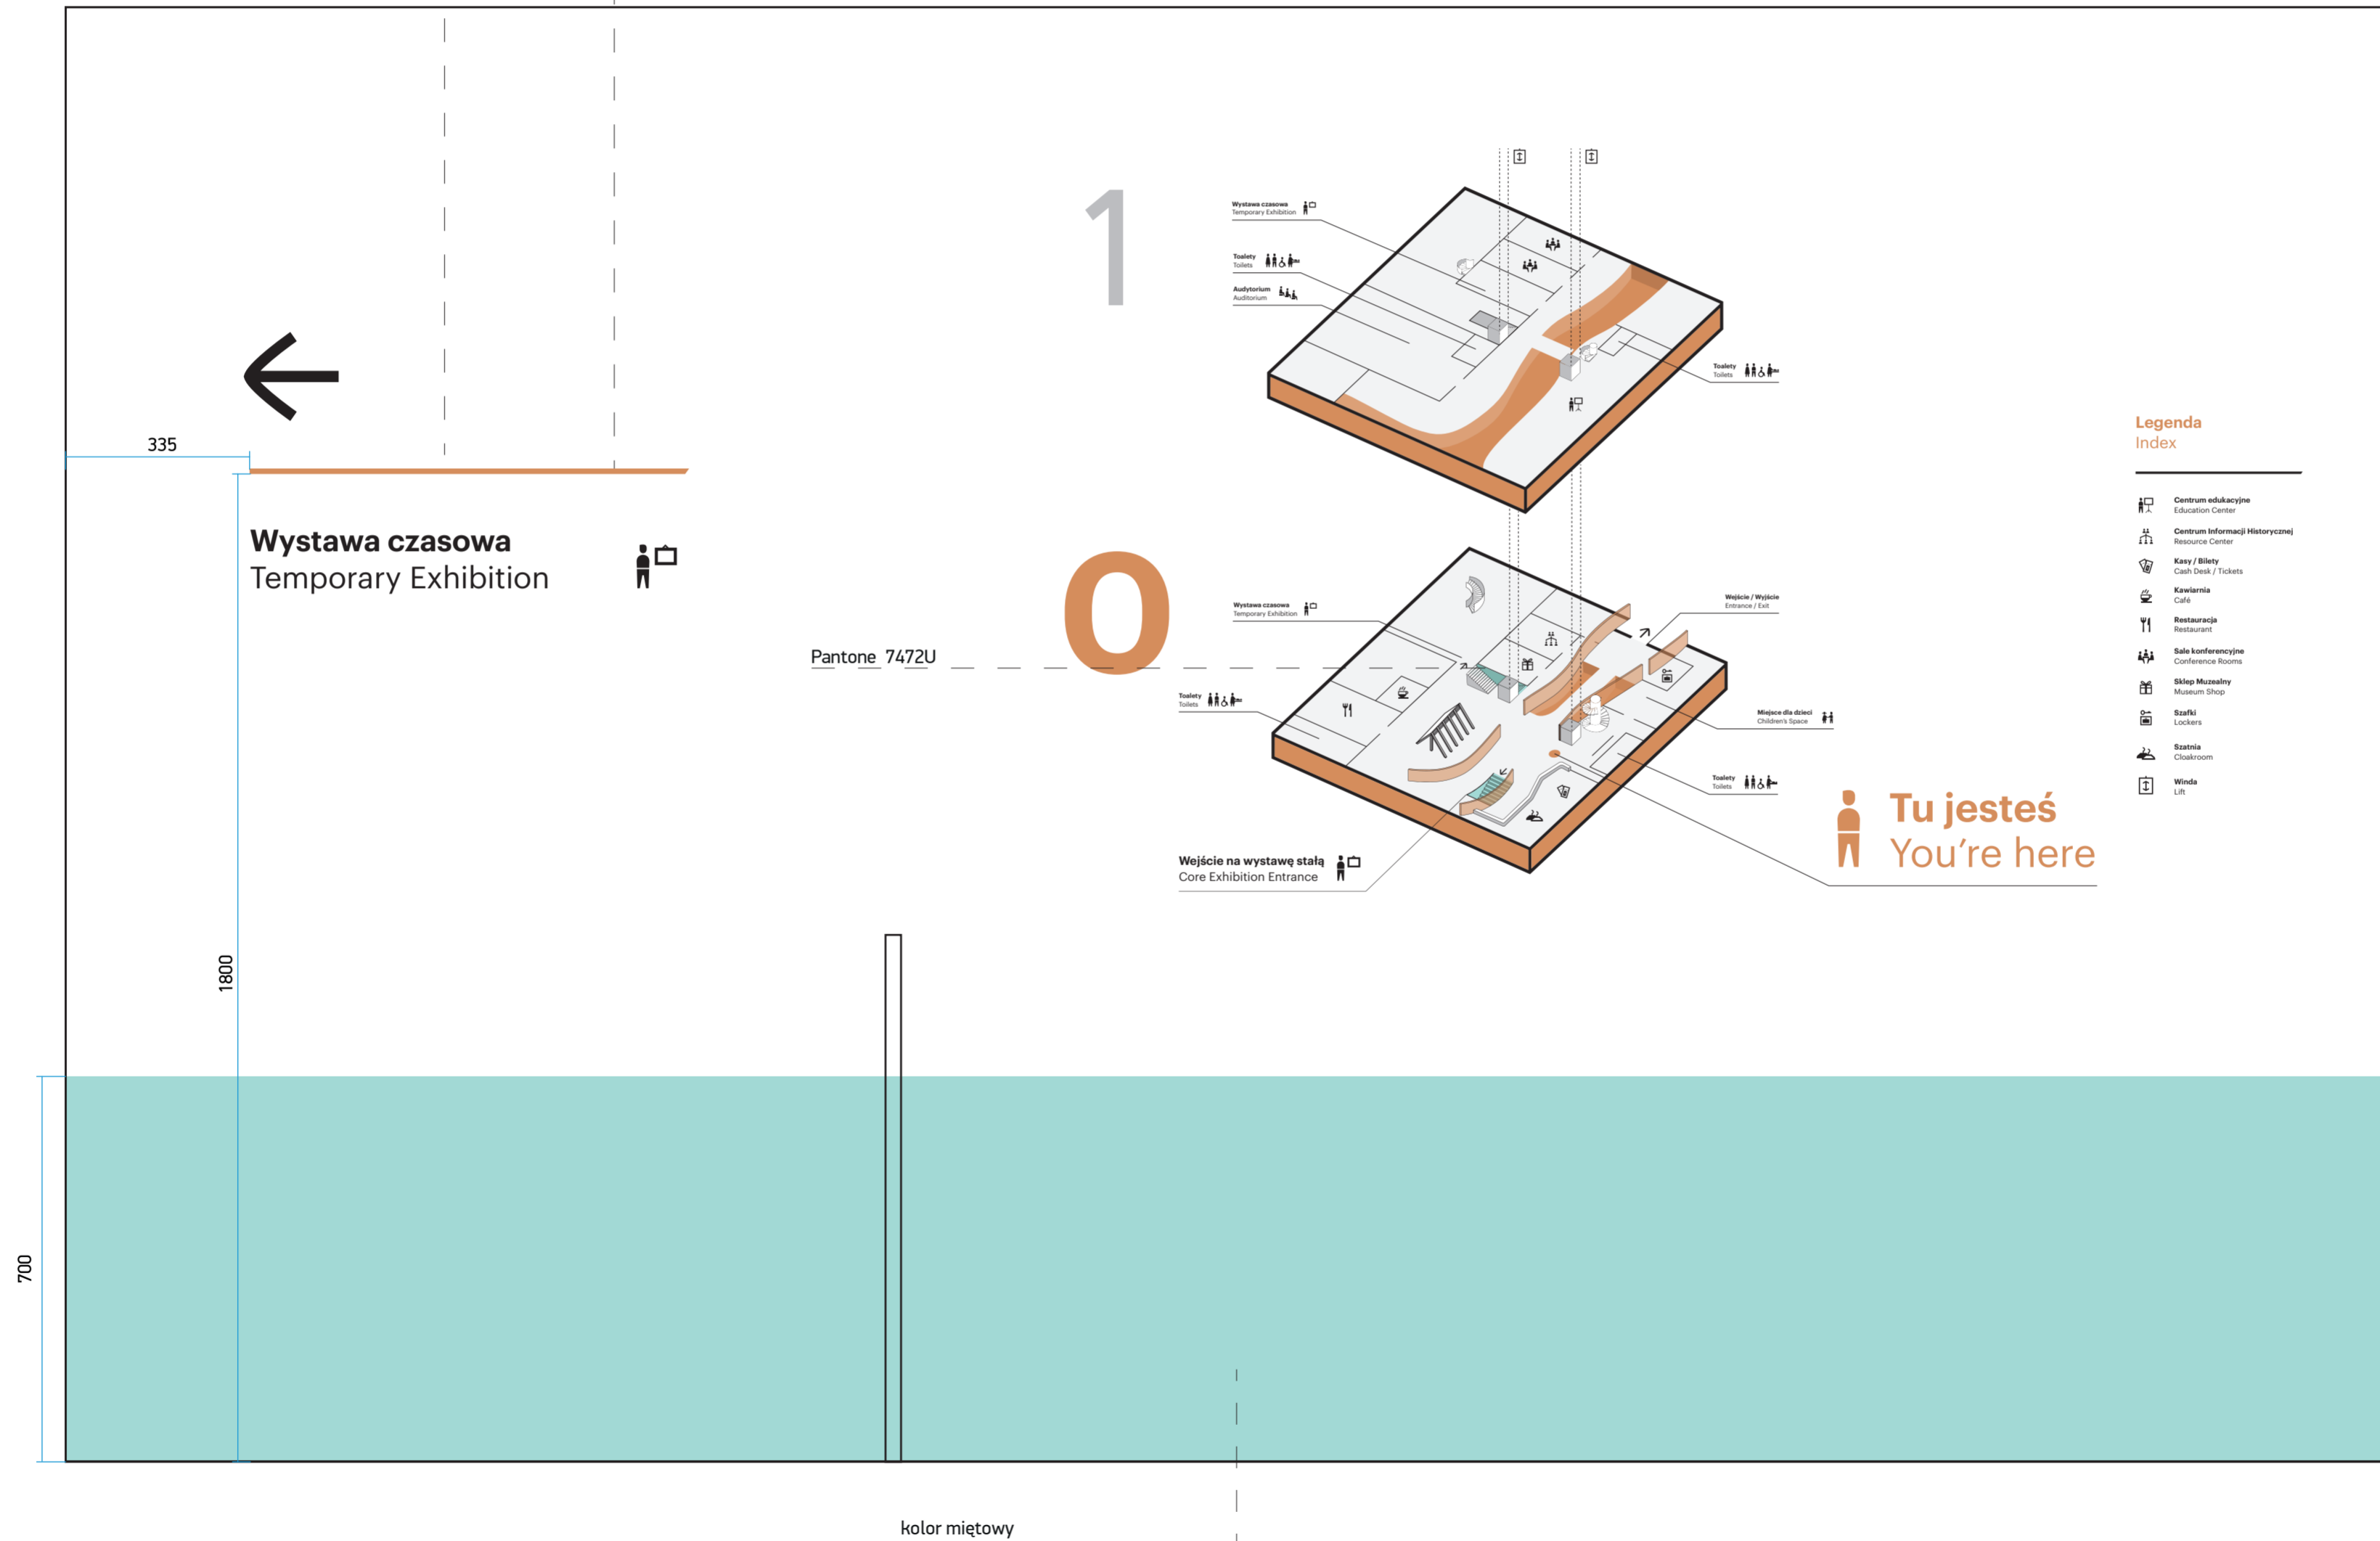 335
Wystawa czasowa
Temporary Exhibition
1800
700
Pantone 7472U
kolor miętowy
1
Wystawa czasowa
Temporary Exhibition
Toalety
Toilets
Audytorium
Auditorium
Toalety
Toilets
0
Wystawa czasowa
Temporary Exhibition
Wejście / Wyjście
Entrance / Exit
Toalety
Toilets
Miejsce dla dzieci
Children's Space
Toalety
Toilets
Wejście na wystawę stałą
Core Exhibition Entrance
Tu jesteś
You're here
Legenda
Index
Centrum edukacyjne
Education Center
Centrum Informacji Historycznej
Resource Center
Kasy / Bilety
Cash Desk / Tickets
Kawiarnia
Café
Restauracja
Restaurant
Sale konferencyjne
Conference Rooms
Sklep Muzealny
Museum Shop
Szafki
Lockers
Szatnia
Cloakroom
Winda
Lift